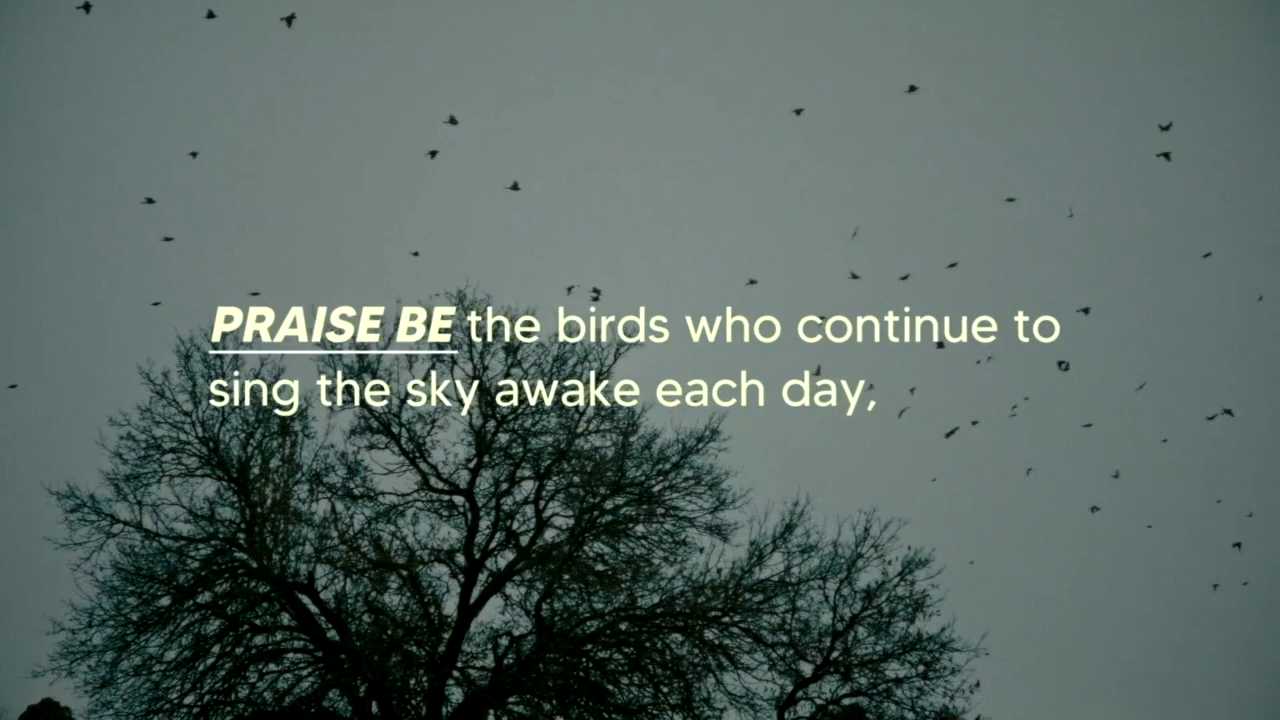 PRAISE BE the birds who continue to
sing the sky awake each day,